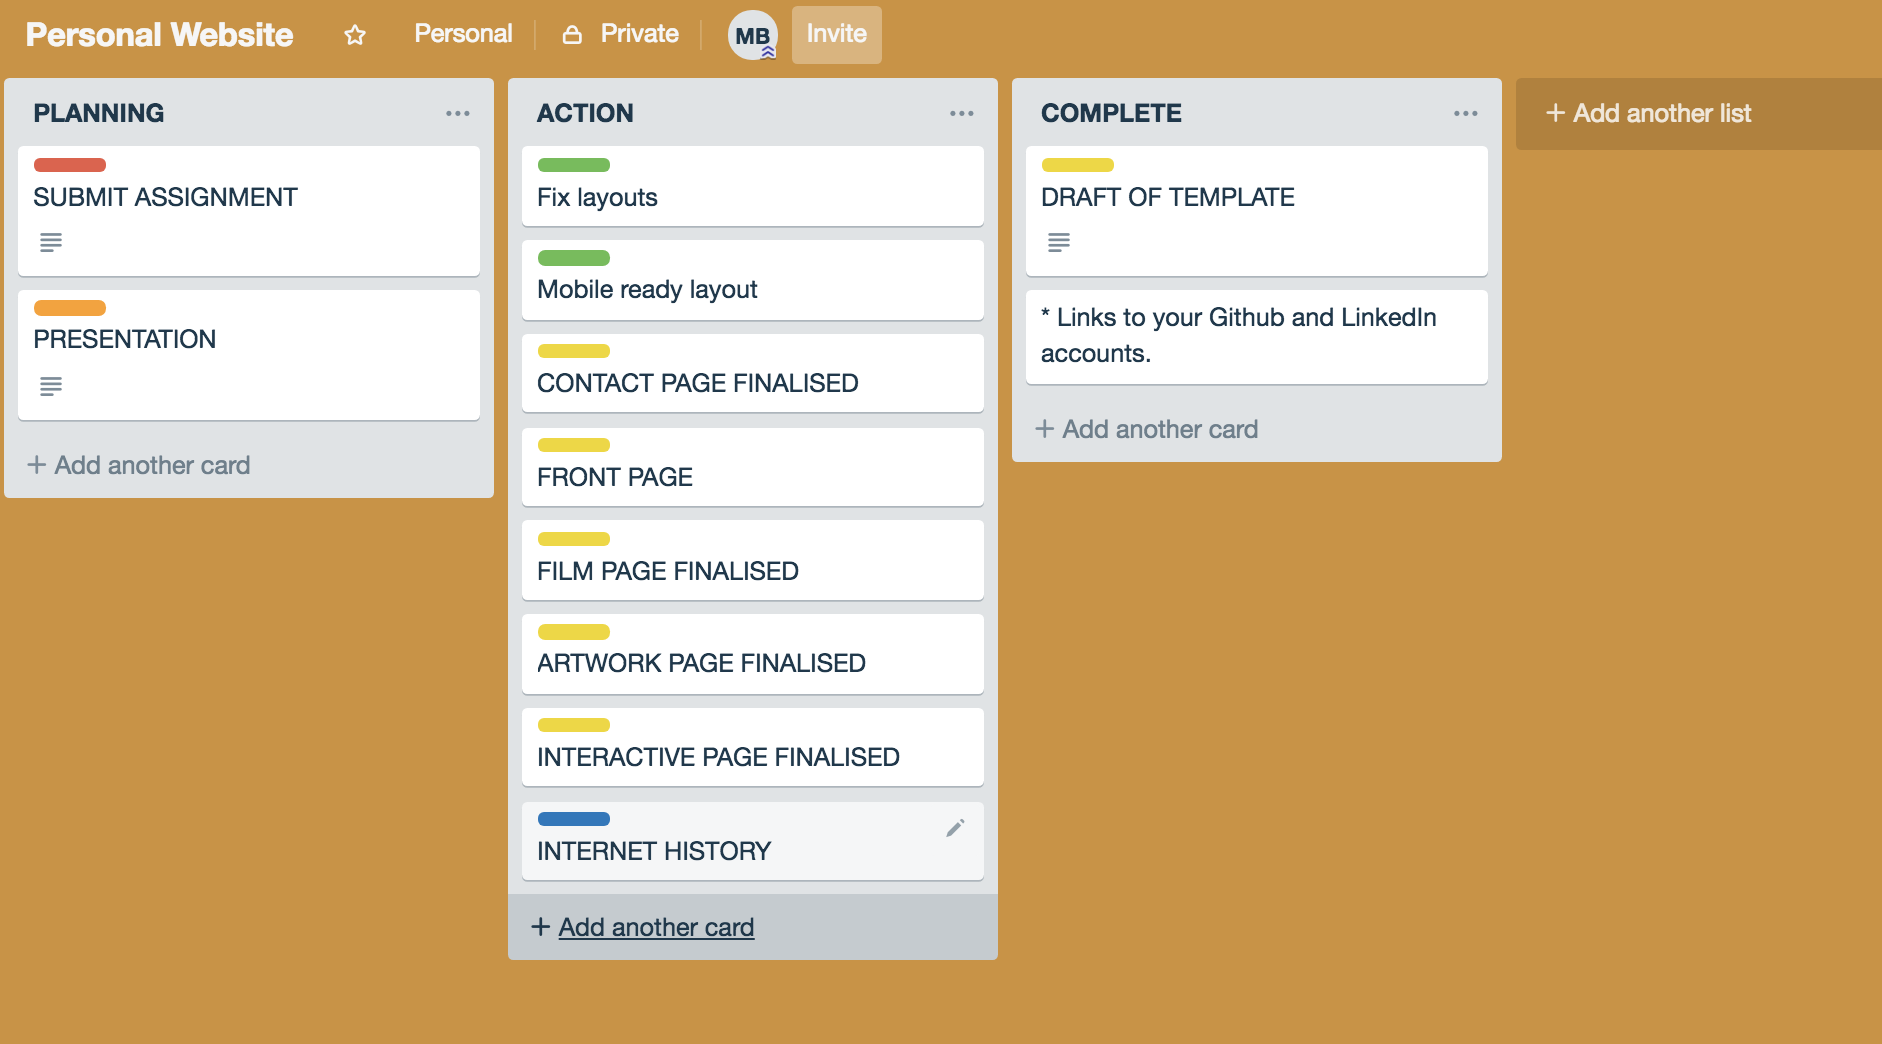 Personal Website
Personal
Private
MB
Invite
PLANNING
SUBMIT ASSIGNMENT
PRESENTATION
+ Add another card
ACTION
Fix layouts
Mobile ready layout
CONTACT PAGE FINALISED
FRONT PAGE
FILM PAGE FINALISED
ARTWORK PAGE FINALISED
INTERACTIVE PAGE FINALISED
INTERNET HISTORY
+ Add another card
COMPLETE
DRAFT OF TEMPLATE
* Links to your Github and LinkedIn
accounts.
+ Add another card
+ Add another list